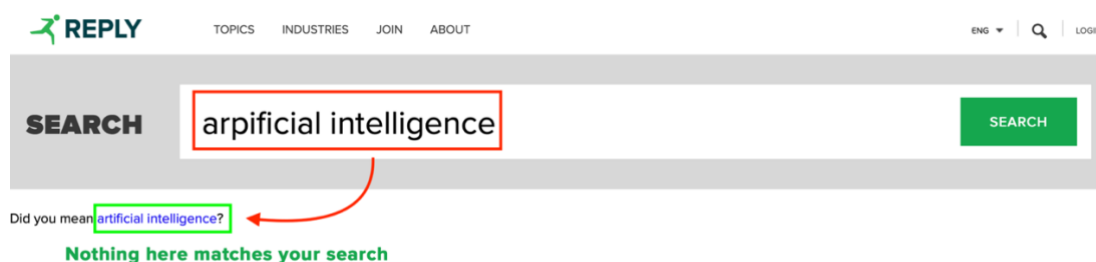 REPLY TOPICS INDUSTRIES JOIN ABOUT ENG LOGI
SEARCH arpificial intelligence SEARCH
Did you mean artificial intelligence?
Nothing here matches your search